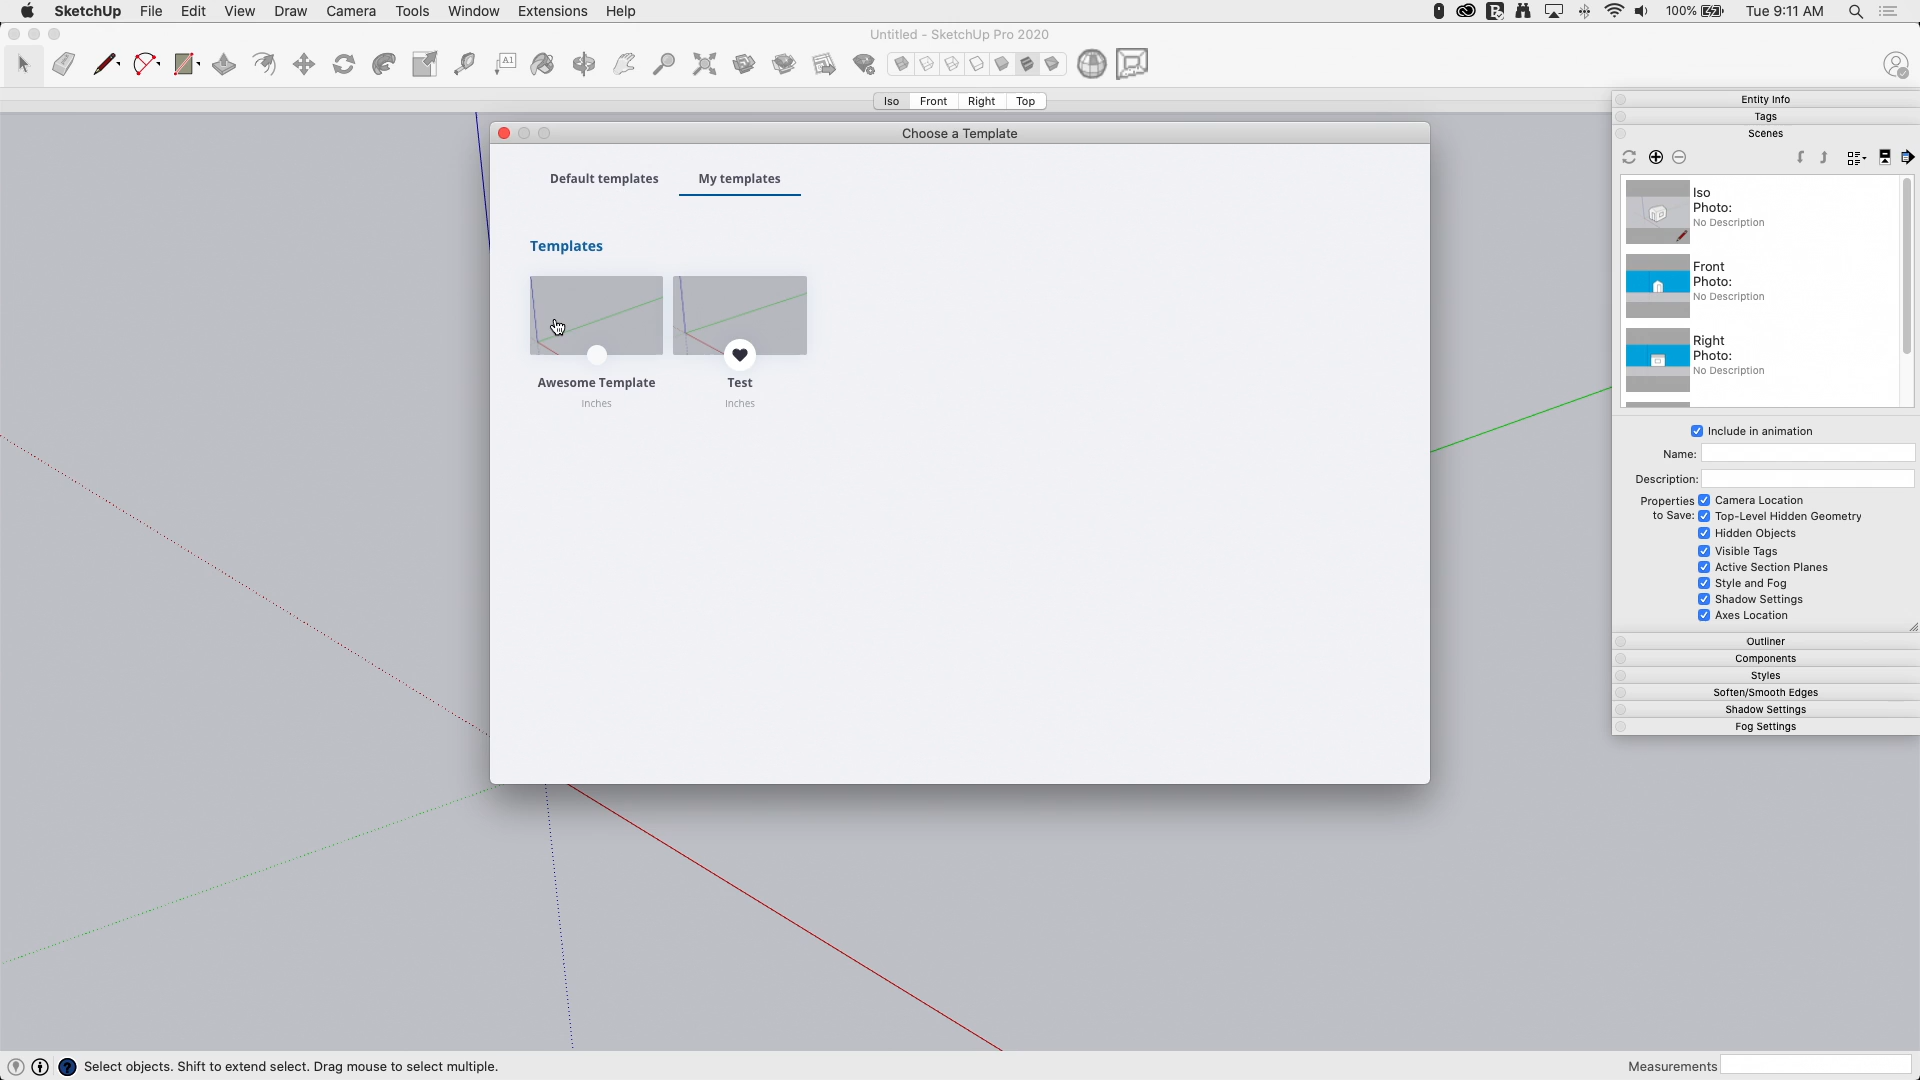 SketchUp File Edit View Draw Camera Tools Window Extensions Help 100% Tue 9:11 AM
Untitled - SketchUp Pro 2020
A1
Iso Front Right Top
Choose a Template
Default templates My templates
Templates
Awesome Template
Inches
Test
Inches
Entity Info
Tags
Scenes
Iso
Photo:
No Description
Front
Photo:
No Description
Right
Photo:
No Description
Include in animation
Name:
Description:
Properties to Save:
Camera Location
Top-Level Hidden Geometry
Hidden Objects
Visible Tags
Active Section Planes
Style and Fog
Shadow Settings
Axes Location
Outliner
Components
Styles
Soften/Smooth Edges
Shadow Settings
Fog Settings
Select objects. Shift to extend select. Drag mouse to select multiple.
Measurements